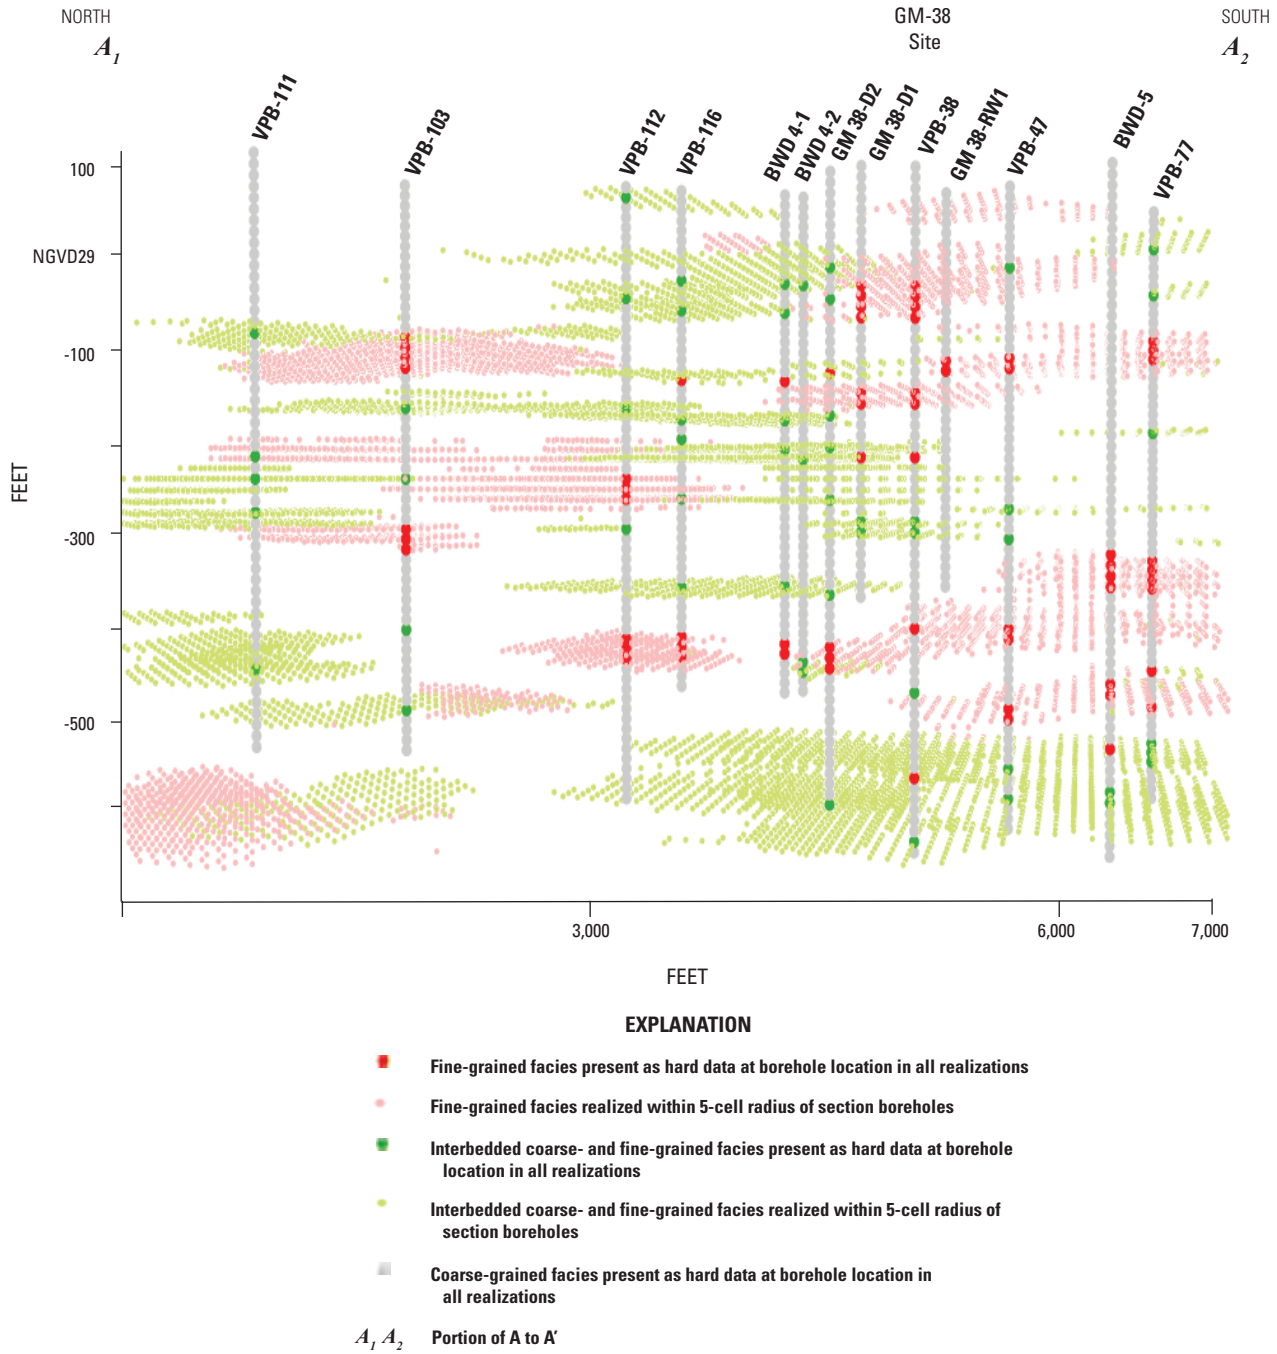 NORTH
A1
GM-38
Site
SOUTH
A2
VPB-111
VPB-103
VPB-112
VPB-116
BWD 4-1
BWD 4-2
GM 38-D2
GM 38-D1
VPB-38
GM 38-RW1
VPB-47
BWD-5
VPB-77
100
NGVD29
-100
-300
-500
FEET
3,000
6,000
7,000
FEET
EXPLANATION
Fine-grained facies present as hard data at borehole location in all realizations
Fine-grained facies realized within 5-cell radius of section boreholes
Interbedded coarse- and fine-grained facies present as hard data at borehole
location in all realizations
Interbedded coarse- and fine-grained facies realized within 5-cell radius of
section boreholes
Coarse-grained facies present as hard data at borehole location in
all realizations
A1 A2 Portion of A to A′